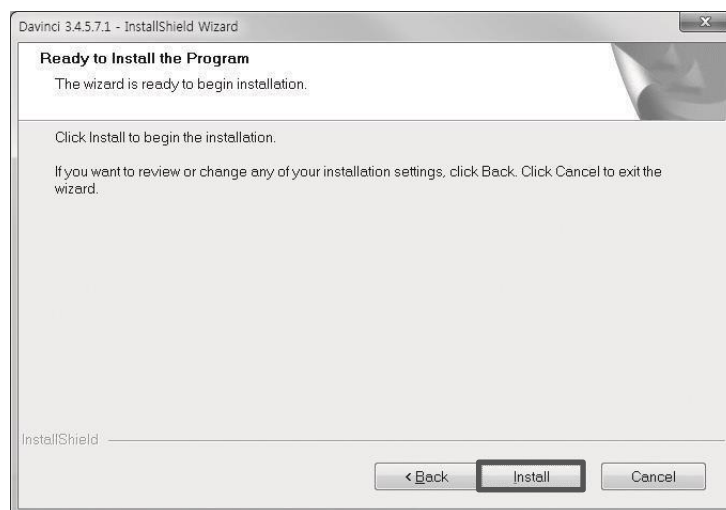 Davinci 3.4.5.7.1 - InstallShield Wizard
x
Ready to Install the Program
The wizard is ready to begin installation.
Click Install to begin the installation.
If you want to review or change any of your installation settings, click Back. Click Cancel to exit the
wizard.
InstallShield
< Back Install Cancel